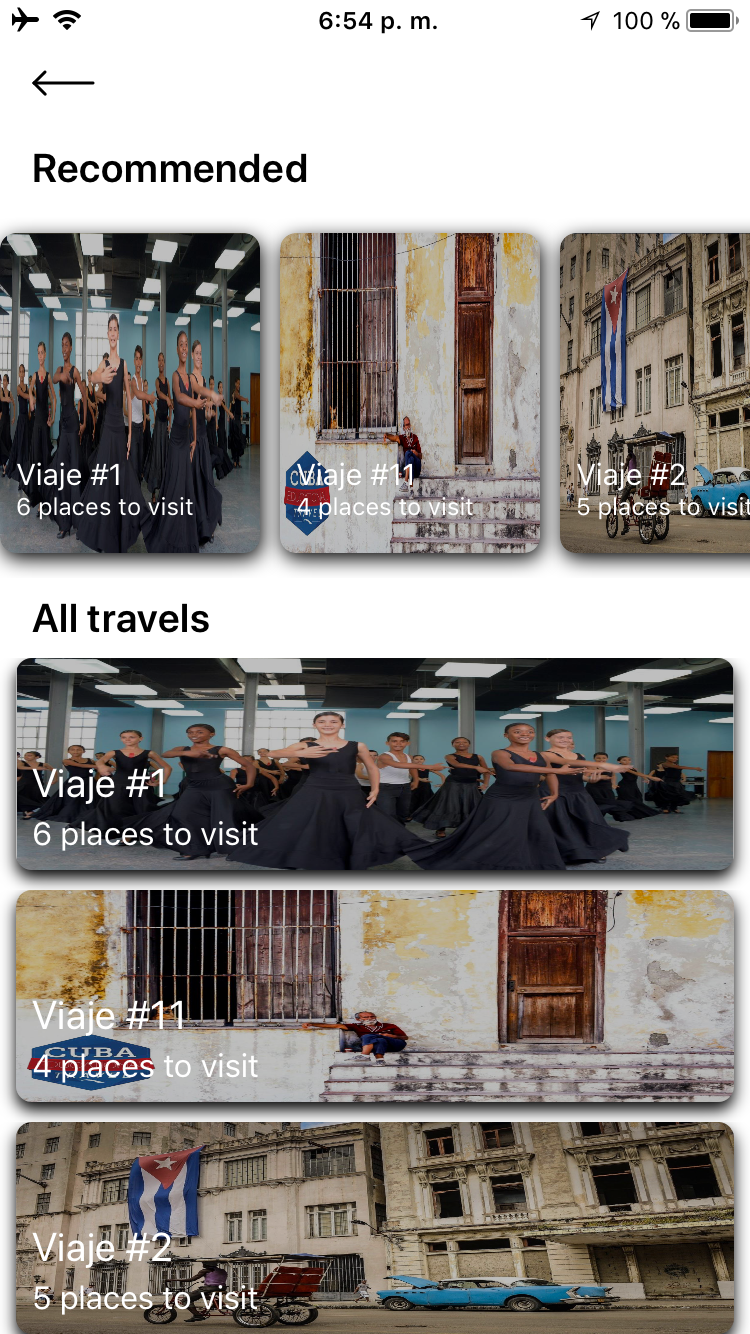 6:54 p. m.
100 %
Recommended
Viaje #1
6 places to visit
CUBA
Viaje #11
4 places to visit
Viaje #2
5 places to visit
All travels
Viaje #1
6 places to visit
Viaje #11
CUBA
4 places to visit
Viaje #2
5 places to visit